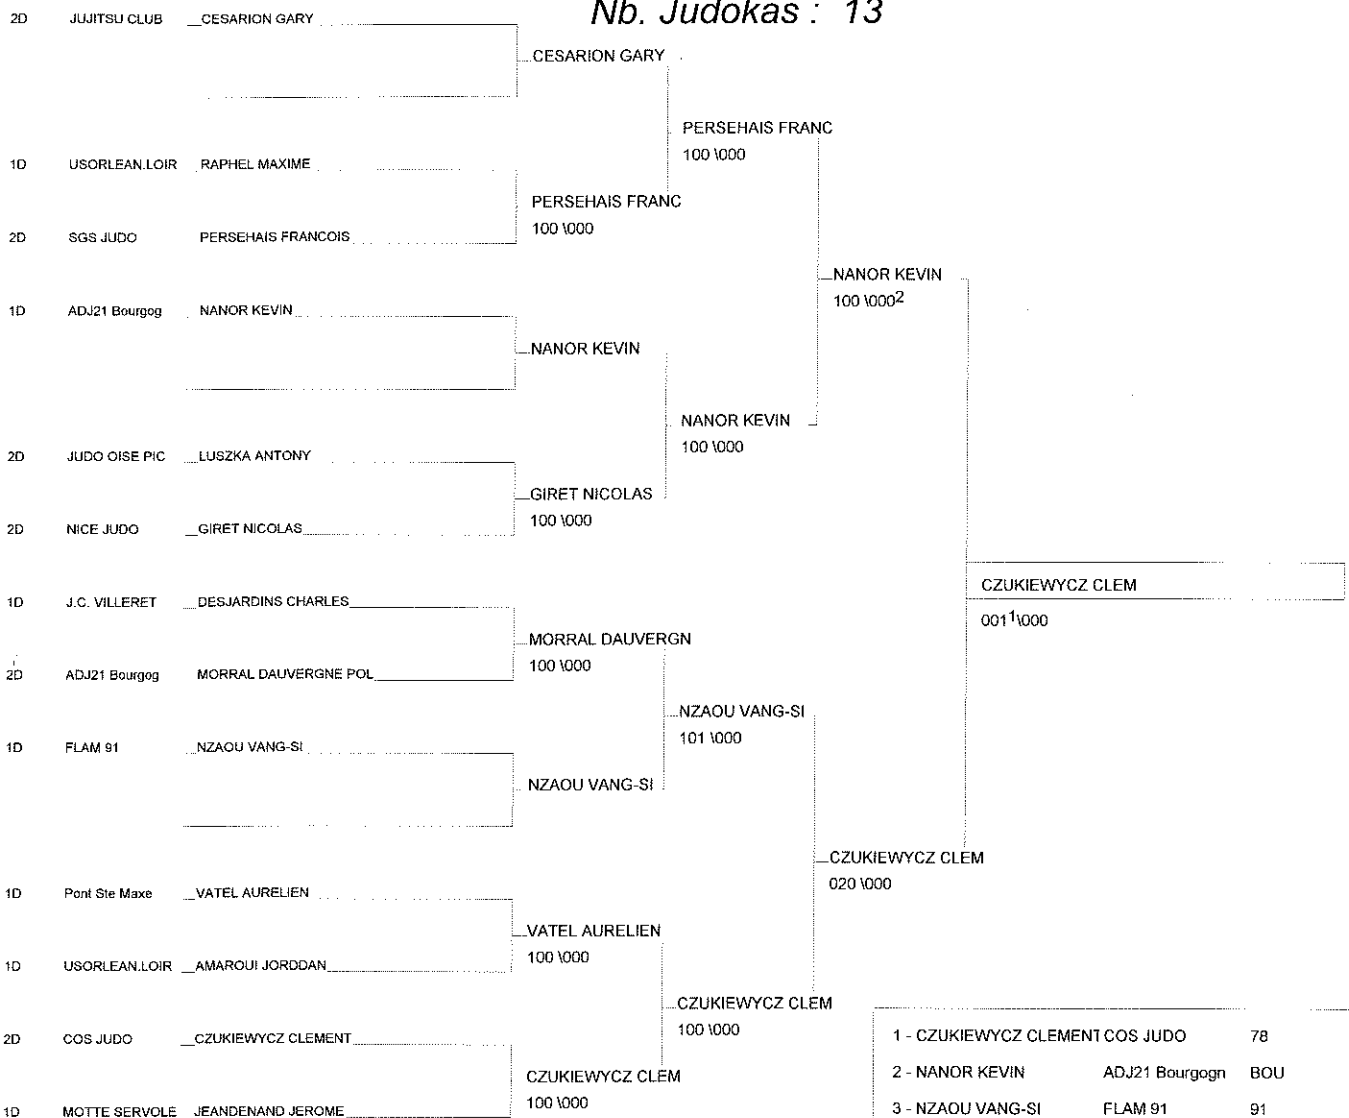 Nb. Judokas : 13
2D JUJITSU CLUB CESARION GARY
CESARION GARY
PERSEHAIS FRANC
100 \000
1D USORLEAN.LOIR RAPHEL MAXIME
PERSEHAIS FRANC
100 \000
2D SGS JUDO PERSEHAIS FRANCOIS
NANOR KEVIN
100 \000 2
1D ADJ21 Bourgog NANOR KEVIN
NANOR KEVIN
NANOR KEVIN
100 \000
2D JUDO OISE PIC LUSZKA ANTONY
GIRET NICOLAS
100 \000
2D NICE JUDO GIRET NICOLAS
CZUKIEWYCZ CLEM
001 1\000
1D J.C. VILLERET DESJARDINS CHARLES
MORRAL DAUVERGN
100 \000
2D ADJ21 Bourgog MORRAL DAUVERGNE POL
NZAOU VANG-SI
101 \000
1D FLAM 91 NZAOU VANG-SI
NZAOU VANG-SI
CZUKIEWYCZ CLEM
020 \000
1D Pont Ste Maxe VATEL AURELIEN
VATEL AURELIEN
100 \000
1D USORLEAN.LOIR AMAROUI JORDDAN
CZUKIEWYCZ CLEM
100 \000
2D COS JUDO CZUKIEWYCZ CLEMENT
CZUKIEWYCZ CLEM
100 \000
1D MOTTE SERVOLE JEANDENAND JEROME
1 - CZUKIEWYCZ CLEMENT COS JUDO 78
2 - NANOR KEVIN ADJ21 Bourgogn BOU
3 - NZAOU VANG-SI FLAM 91 91